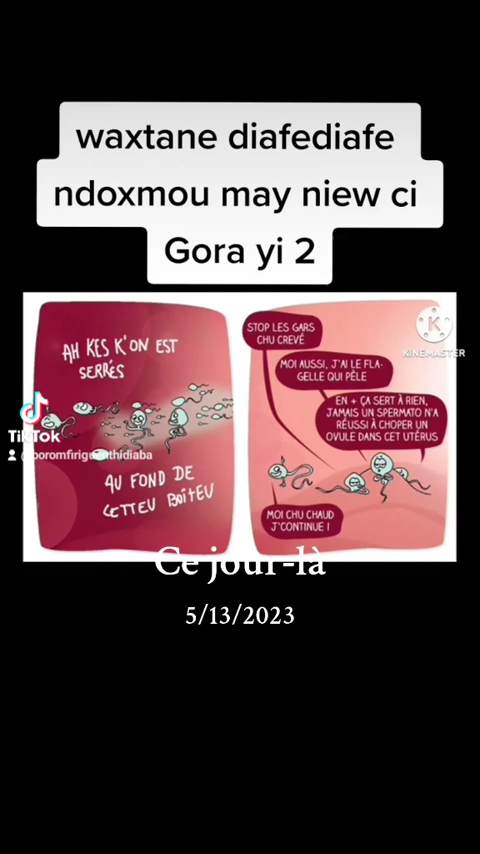 waxtane diafediafe
ndoxmou may niew ci
Gora yi 2
AH KES K'ON EST
SERRÉS
AU FOND DE
CETTEU BOÎTEU
STOP LES GARS
CHU CREVÉ
MOI AUSSI, J'AI LE FLA-
GELLE QUI PÈLE
EN + ÇA SERT À RIEN,
JAMAIS UN SPERMATO N'A
RÉUSSI À CHOPER UN
OVULE DANS CET UTÉRUS
MOI CHU CHAUD
J'CONTINUE !
KINEMASTER
TikTok
Ce jour-là
5/13/2023